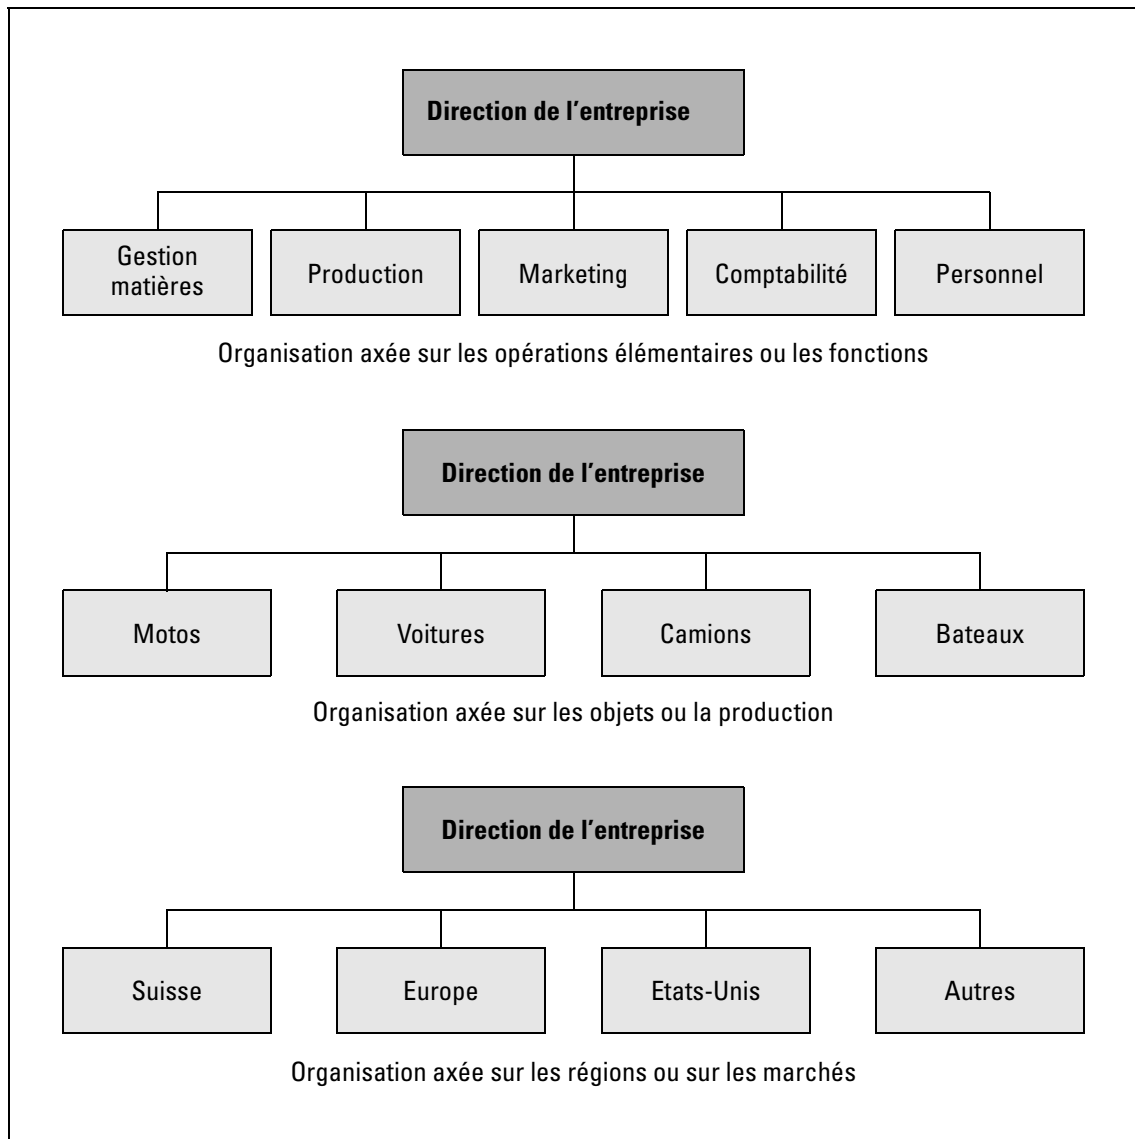 Direction de l'entreprise
Gestion
matières
Production
Marketing
Comptabilité
Personnel
Organisation axée sur les opérations élémentaires ou les fonctions
Direction de l'entreprise
Motos
Voitures
Camions
Bateaux
Organisation axée sur les objets ou la production
Direction de l'entreprise
Suisse
Europe
Etats-Unis
Autres
Organisation axée sur les régions ou sur les marchés